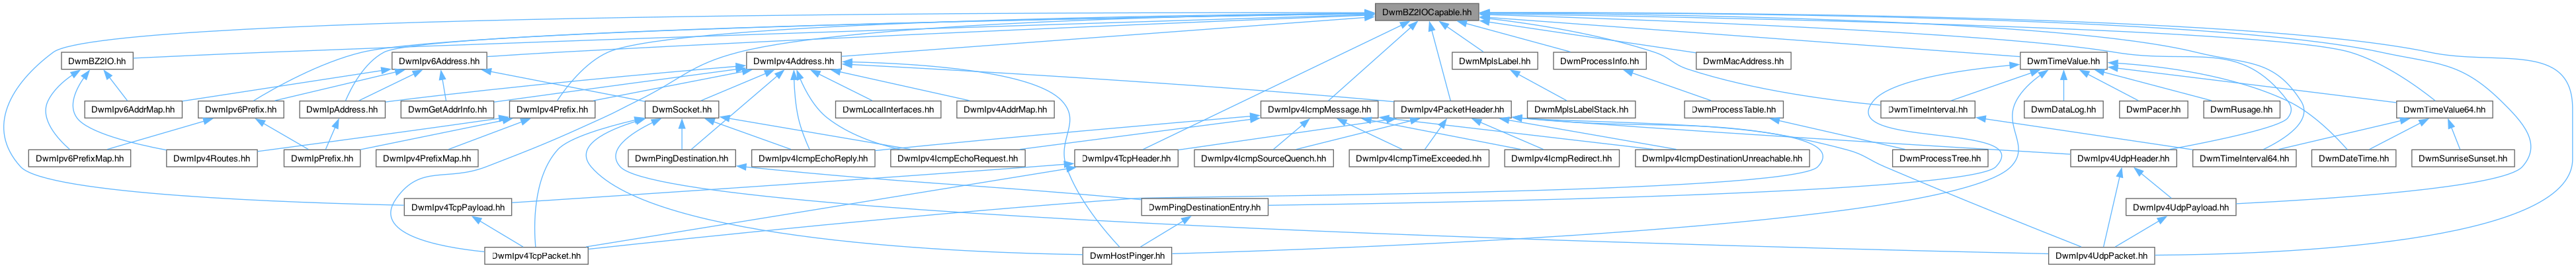 DwmBZ2IOCapable.hh
DwmBZ2IO.hh
DwmIpv6Address.hh
DwmIpv4Address.hh
DwmMplsLabel.hh
DwmProcessInfo.hh
DwmMacAddress.hh
DwmTimeValue.hh
DwmIpv6AddrMap.hh
DwmIpv6Prefix.hh
DwmIpAddress.hh
DwmGetAddrInfo.hh
DwmIpv4Prefix.hh
DwmSocket.hh
DwmLocalInterfaces.hh
DwmIpv4AddrMap.hh
DwmIpv4IcmpMessage.hh
DwmIpv4PacketHeader.hh
DwmMplsLabelStack.hh
DwmProcessTable.hh
DwmTimeInterval.hh
DwmDataLog.hh
DwmPacer.hh
DwmRusage.hh
DwmTimeValue64.hh
DwmIpv6PrefixMap.hh
DwmIpv4Routes.hh
DwmIpPrefix.hh
DwmIpv4PrefixMap.hh
DwmPingDestination.hh
DwmIpv4IcmpEchoReply.hh
DwmIpv4IcmpEchoRequest.hh
DwmIpv4TcpHeader.hh
DwmIpv4IcmpSourceQuench.hh
DwmIpv4IcmpTimeExceeded.hh
DwmIpv4IcmpRedirect.hh
DwmIpv4IcmpDestinationUnreachable.hh
DwmProcessTree.hh
DwmIpv4UdpHeader.hh
DwmTimeInterval64.hh
DwmDateTime.hh
DwmSunriseSunset.hh
DwmIpv4TcpPayload.hh
DwmPingDestinationEntry.hh
DwmIpv4UdpPayload.hh
DwmIpv4TcpPacket.hh
DwmHostPinger.hh
DwmIpv4UdpPacket.hh